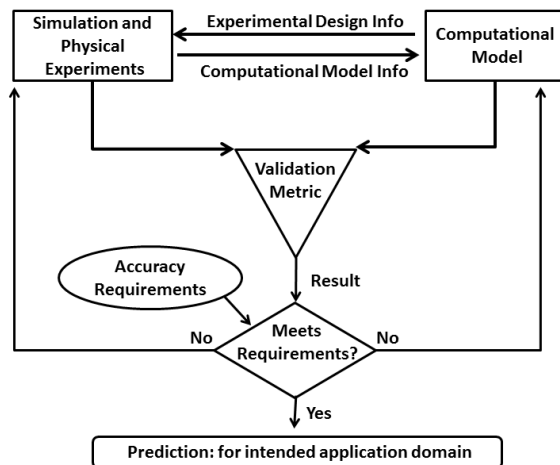 Simulation and
Physical
Experiments
Experimental Design Info
Computational Model Info
Computational
Model
Validation
Metric
Accuracy
Requirements
Result
No
Meets
Requirements?
No
Yes
Prediction: for intended application domain